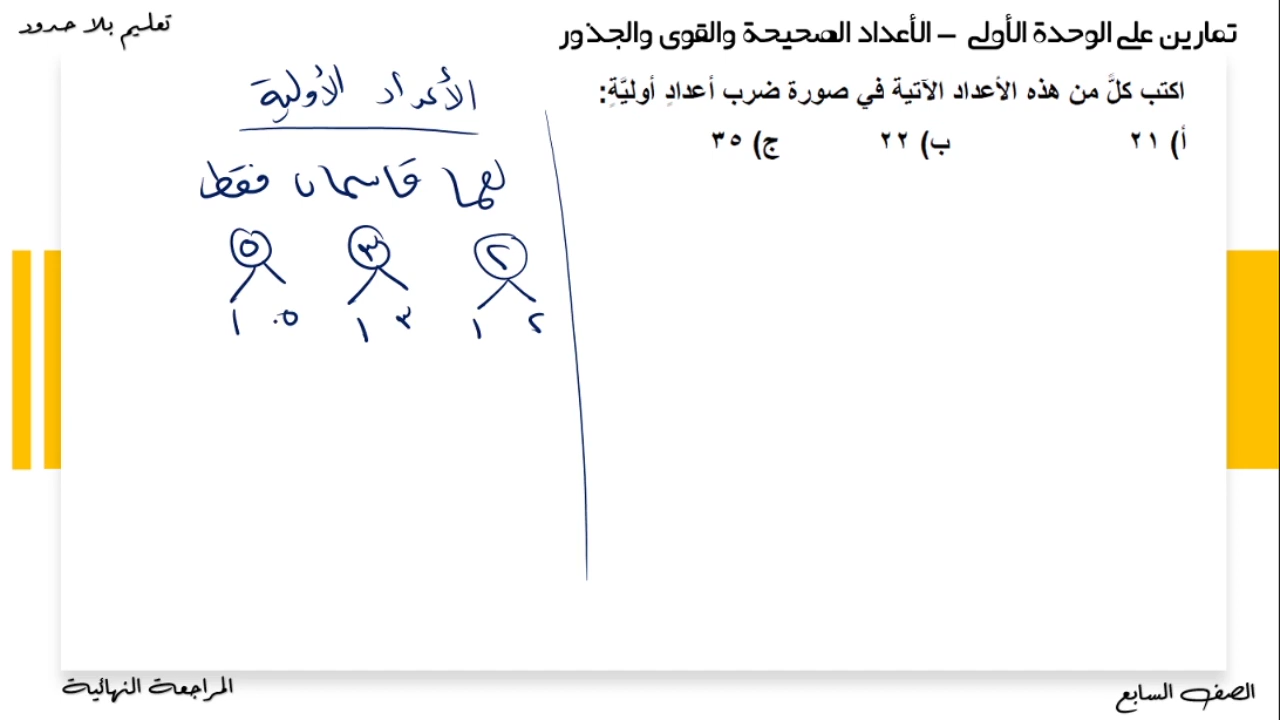 تمارين على الوحدة الأولى – الأعداد الصحيحة والقوى والجذور
تعليم بلا حدود
اكتب كلَّ من هذه الأعداد الآتية في صورة ضرب أعدادٍ أوليَّةٍ:
أ) ٢١ ب) ٢٢ ج) ٣٥
الأعداد الأولية
لهما قاسمان فقط
٢ ٣ ٥
٢ ١ ٣ ١ ٥ ١
الصف السابع
المراجعة النهائية